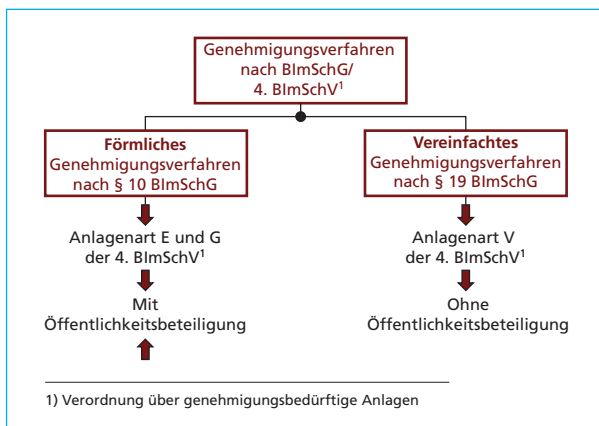 Genehmigungsverfahren
nach BImSchG/
4. BImSchV¹
Förmliches
Genehmigungsverfahren
nach § 10 BImSchG
Anlagenart E und G
der 4. BImSchV¹
Mit
Öffentlichkeitsbeteiligung
Vereinfachtes
Genehmigungsverfahren
nach § 19 BImSchG
Anlagenart V
der 4. BImSchV¹
Ohne
Öffentlichkeitsbeteiligung
1) Verordnung über genehmigungsbedürftige Anlagen